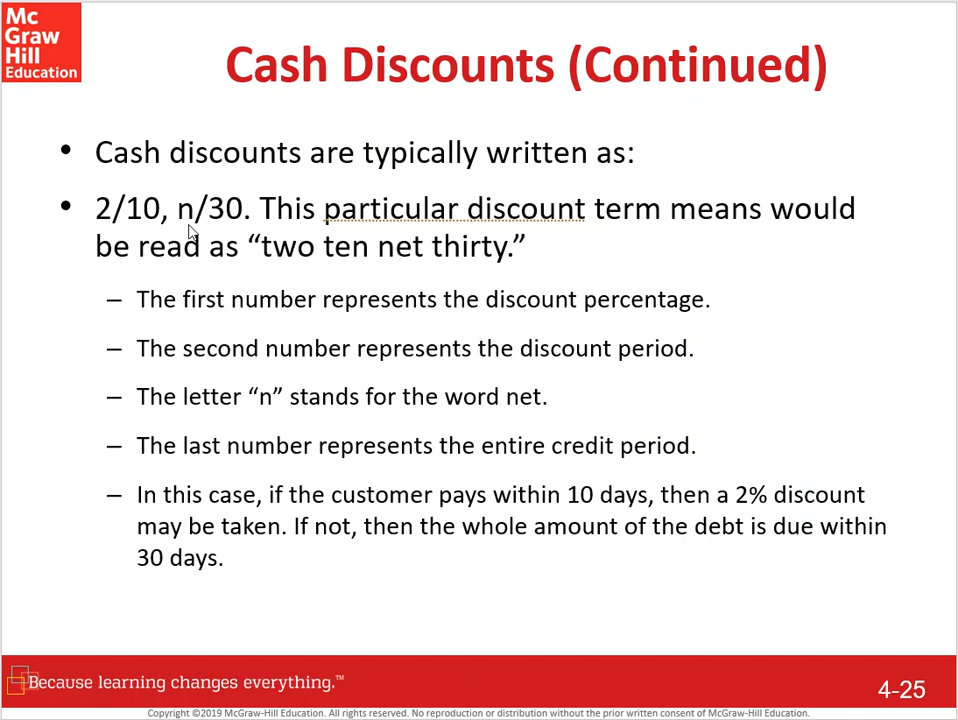 Mc
Graw
Hill
Education
Cash Discounts (Continued)
• Cash discounts are typically written as:
• 2/10, n/30. This particular discount term means would
be read as “two ten net thirty.”
– The first number represents the discount percentage.
– The second number represents the discount period.
– The letter “n” stands for the word net.
– The last number represents the entire credit period.
– In this case, if the customer pays within 10 days, then a 2% discount
may be taken. If not, then the whole amount of the debt is due within
30 days.
Because learning changes everything.™
4-25
Copyright ©2019 McGraw-Hill Education. All rights reserved. No reproduction or distribution without the prior written consent of McGraw-Hill Education.